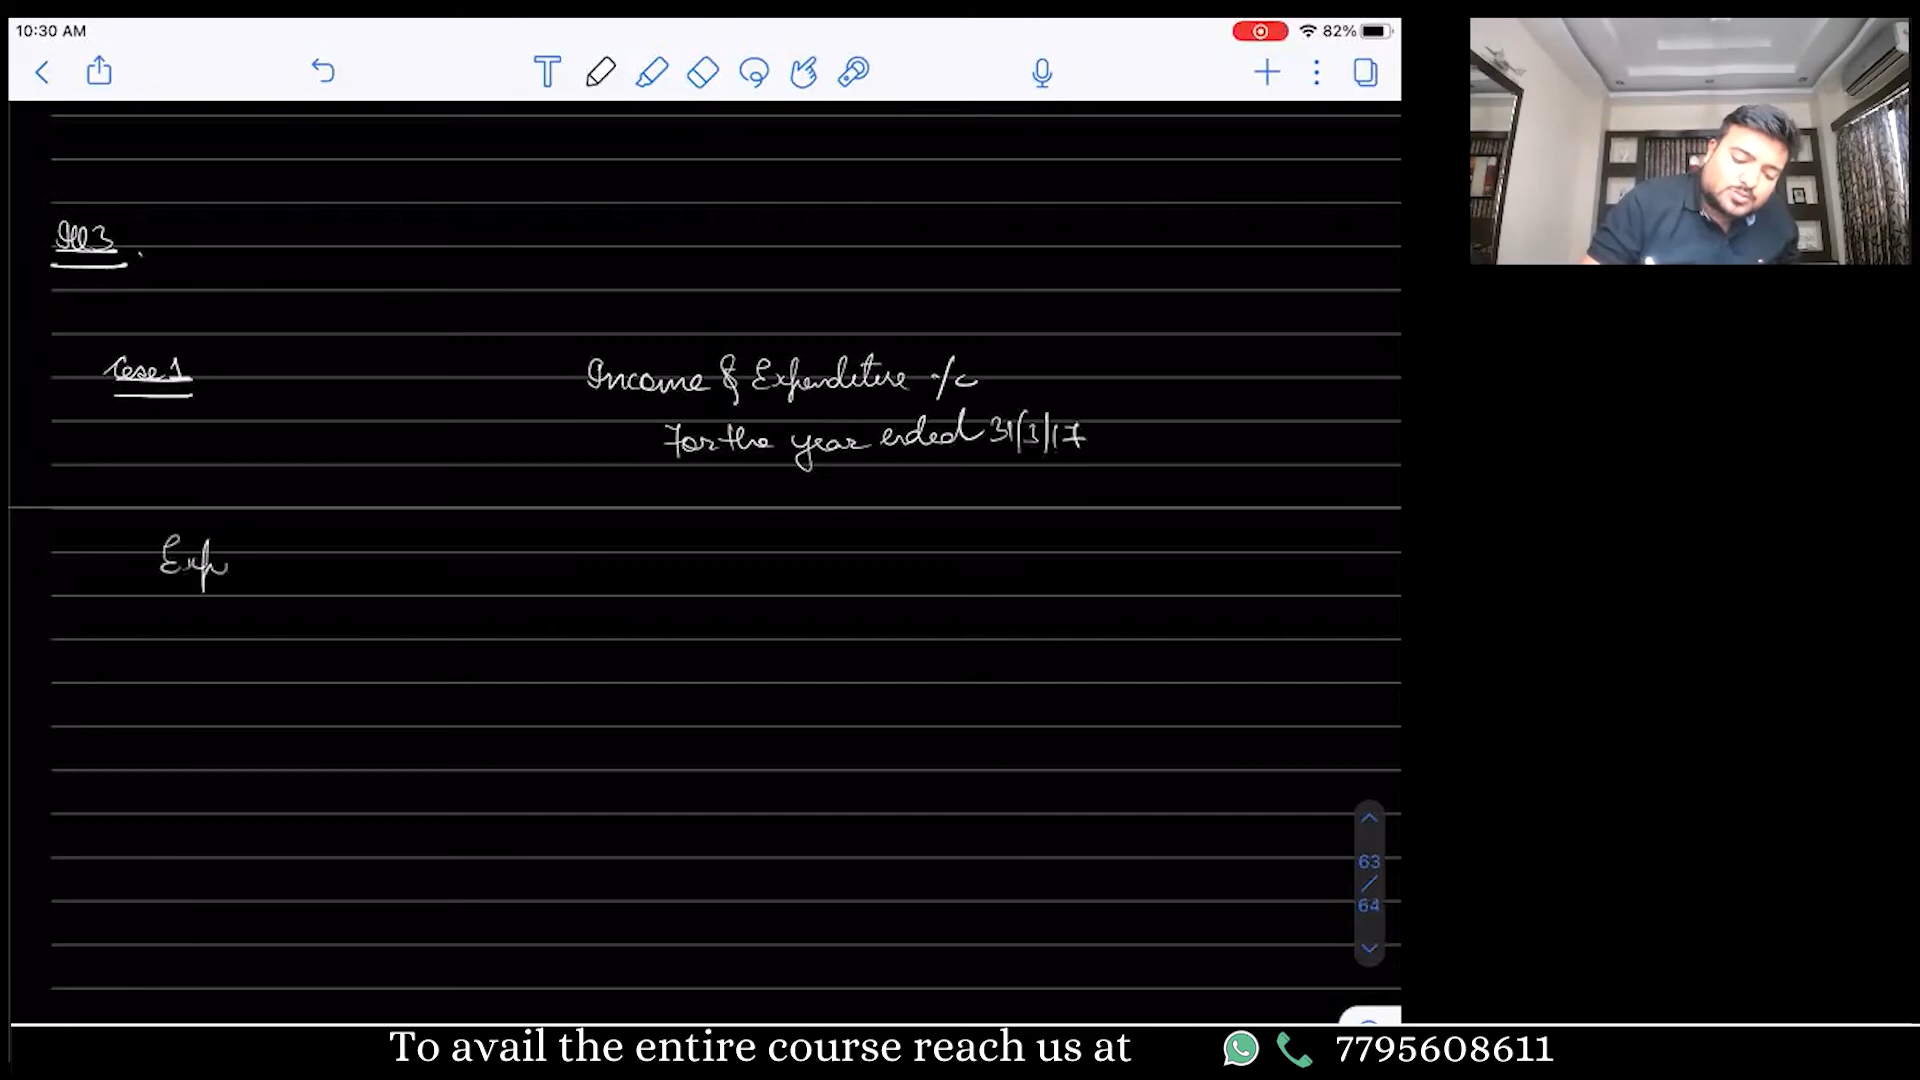 10:30 AM
82%
Ill 3
Case 1
Income & Expenditure A/c
For the year ended 31/3/17
Exp
63
/
64
To avail the entire course reach us at 7795608611